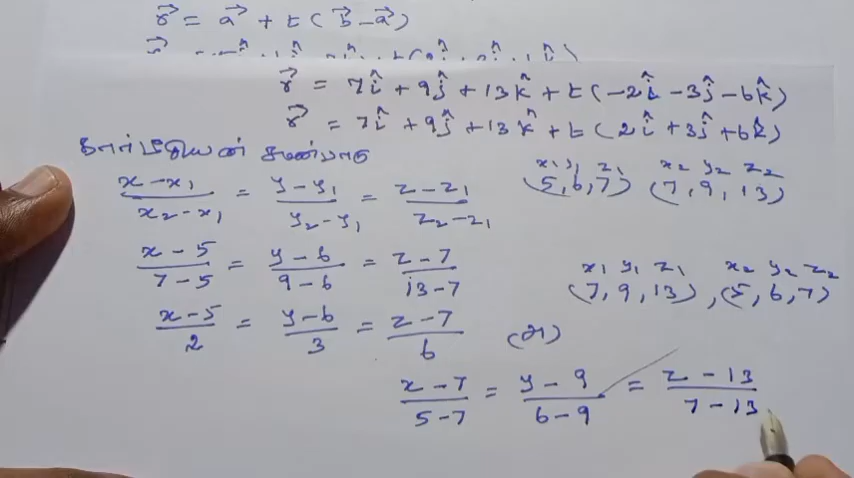 r⃗ = a⃗ + t(b⃗ - a⃗)
r⃗ = 7î + 9ĵ + 13k̂ + t(-2î - 3ĵ - 6k̂)
r⃗ = 7î + 9ĵ + 13k̂ + t(2î + 3ĵ + 6k̂)
கார்டீயன் சமன்பாடு
x₁ y₁ z₁ x₂ y₂ z₂
(5,6,7) (7,9,13)
(x-x₁)/(x₂-x₁) = (y-y₁)/(y₂-y₁) = (z-z₁)/(z₂-z₁)
(x-5)/(7-5) = (y-6)/(9-6) = (z-7)/(13-7)
x₁ y₁ z₁ x₂ y₂ z₂
(7,9,13), (5,6,7)
(x-5)/2 = (y-6)/3 = (z-7)/6 (அ)
(x-7)/(5-7) = (y-9)/(6-9) = (z-13)/(7-13)